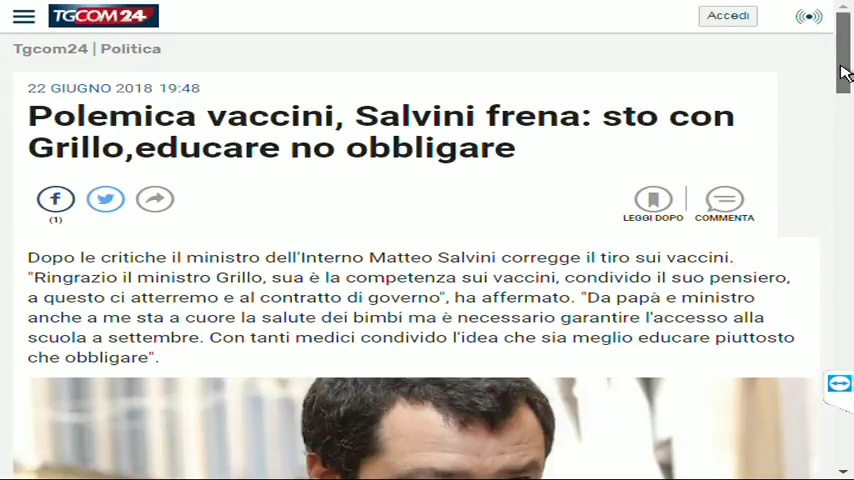 TGCOM24
Accedi
Tgcom24 | Politica
22 GIUGNO 2018 19:48
Polemica vaccini, Salvini frena: sto con
Grillo,educare no obbligare
f
(1)
LEGGI DOPO
COMMENTA
Dopo le critiche il ministro dell'Interno Matteo Salvini corregge il tiro sui vaccini.
"Ringrazio il ministro Grillo, sua è la competenza sui vaccini, condivido il suo pensiero,
a questo ci atterremo e al contratto di governo", ha affermato. "Da papà e ministro
anche a me sta a cuore la salute dei bimbi ma è necessario garantire l'accesso alla
scuola a settembre. Con tanti medici condivido l'idea che sia meglio educare piuttosto
che obbligare".